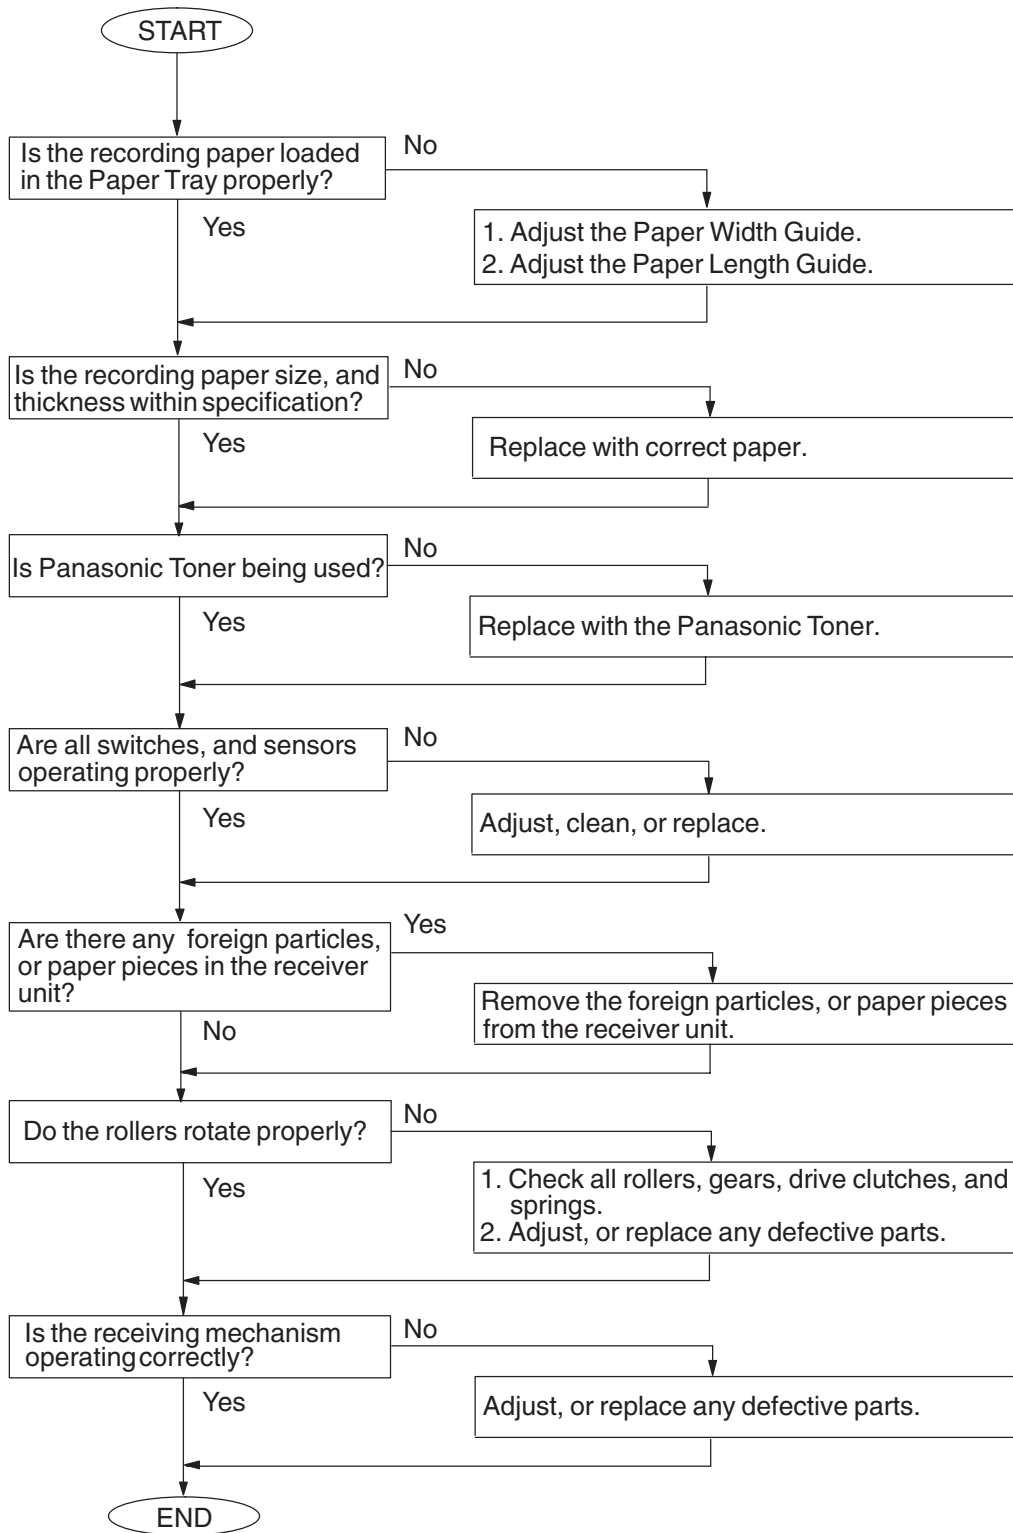 START
Is the recording paper loaded
in the Paper Tray properly?
No
Yes
1. Adjust the Paper Width Guide.
2. Adjust the Paper Length Guide.
Is the recording paper size, and
thickness within specification?
No
Yes
Replace with correct paper.
Is Panasonic Toner being used?
No
Yes
Replace with the Panasonic Toner.
Are all switches, and sensors
operating properly?
No
Yes
Adjust, clean, or replace.
Are there any foreign particles,
or paper pieces in the receiver
unit?
Yes
No
Remove the foreign particles, or paper pieces
from the receiver unit.
Do the rollers rotate properly?
No
Yes
1. Check all rollers, gears, drive clutches, and
springs.
2. Adjust, or replace any defective parts.
Is the receiving mechanism
operating correctly?
No
Yes
Adjust, or replace any defective parts.
END